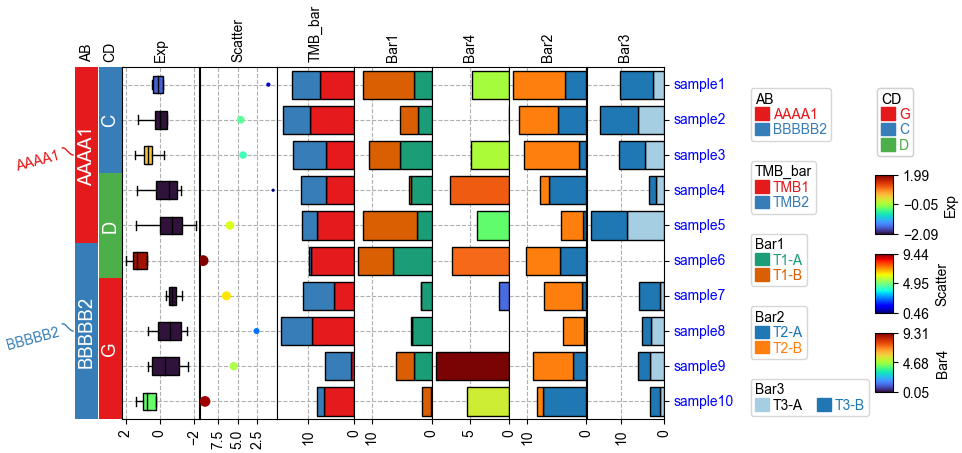 AB
CD
Exp
Scatter
TMB_bar
Bar1
Bar4
Bar2
Bar3
AAAA1
BBBBB2
AAAA1
BBBBB2
C
D
G
sample1
sample2
sample3
sample4
sample5
sample6
sample7
sample8
sample9
sample10
2
0
−2
7.5
5.0
2.5
10
0
10
0
5
0
10
0
10
0
AB
AAAA1
BBBBB2
TMB_bar
TMB1
TMB2
Bar1
T1-A
T1-B
Bar2
T2-A
T2-B
Bar3
T3-A T3-B
CD
G
C
D
1.99
−0.05
−2.09
Exp
9.44
4.95
0.46
Scatter
9.31
4.68
0.05
Bar4